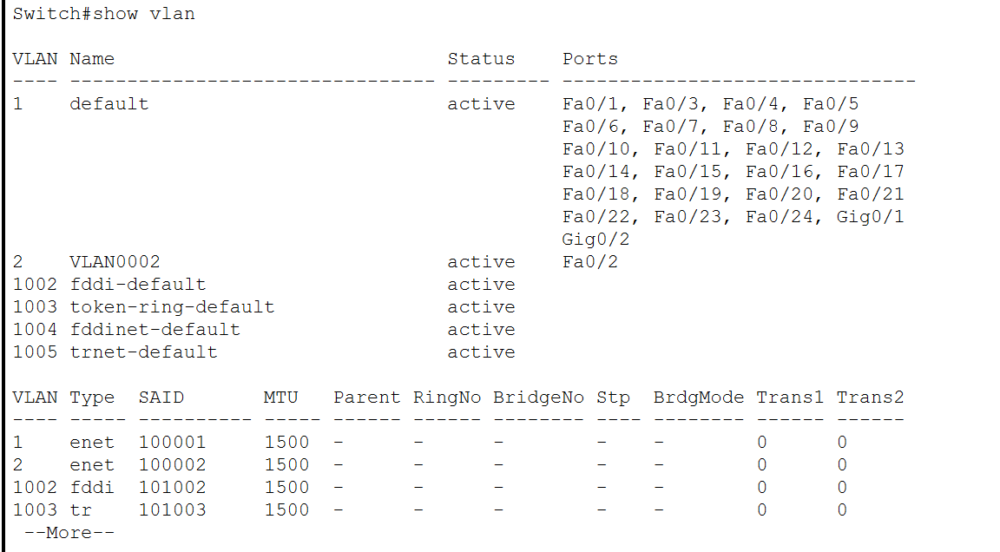 Switch#show vlan
VLAN Name                             Status    Ports
---- -------------------------------- --------- -------------------------------
1    default                          active    Fa0/1, Fa0/3, Fa0/4, Fa0/5
                                                Fa0/6, Fa0/7, Fa0/8, Fa0/9
                                                Fa0/10, Fa0/11, Fa0/12, Fa0/13
                                                Fa0/14, Fa0/15, Fa0/16, Fa0/17
                                                Fa0/18, Fa0/19, Fa0/20, Fa0/21
                                                Fa0/22, Fa0/23, Fa0/24, Gig0/1
                                                Gig0/2
2    VLAN0002                         active    Fa0/2
1002 fddi-default                     active
1003 token-ring-default               active
1004 fddinet-default                  active
1005 trnet-default                    active
VLAN Type  SAID       MTU   Parent RingNo BridgeNo Stp  BrdgMode Trans1 Trans2
---- ----- ---------- ----- ------ ------ -------- ---- -------- ------ ------
1    enet  100001     1500  -      -      -        -    -        0      0
2    enet  100002     1500  -      -      -        -    -        0      0
1002 fddi  101002     1500  -      -      -        -    -        0      0
1003 tr    101003     1500  -      -      -        -    -        0      0
 --More--